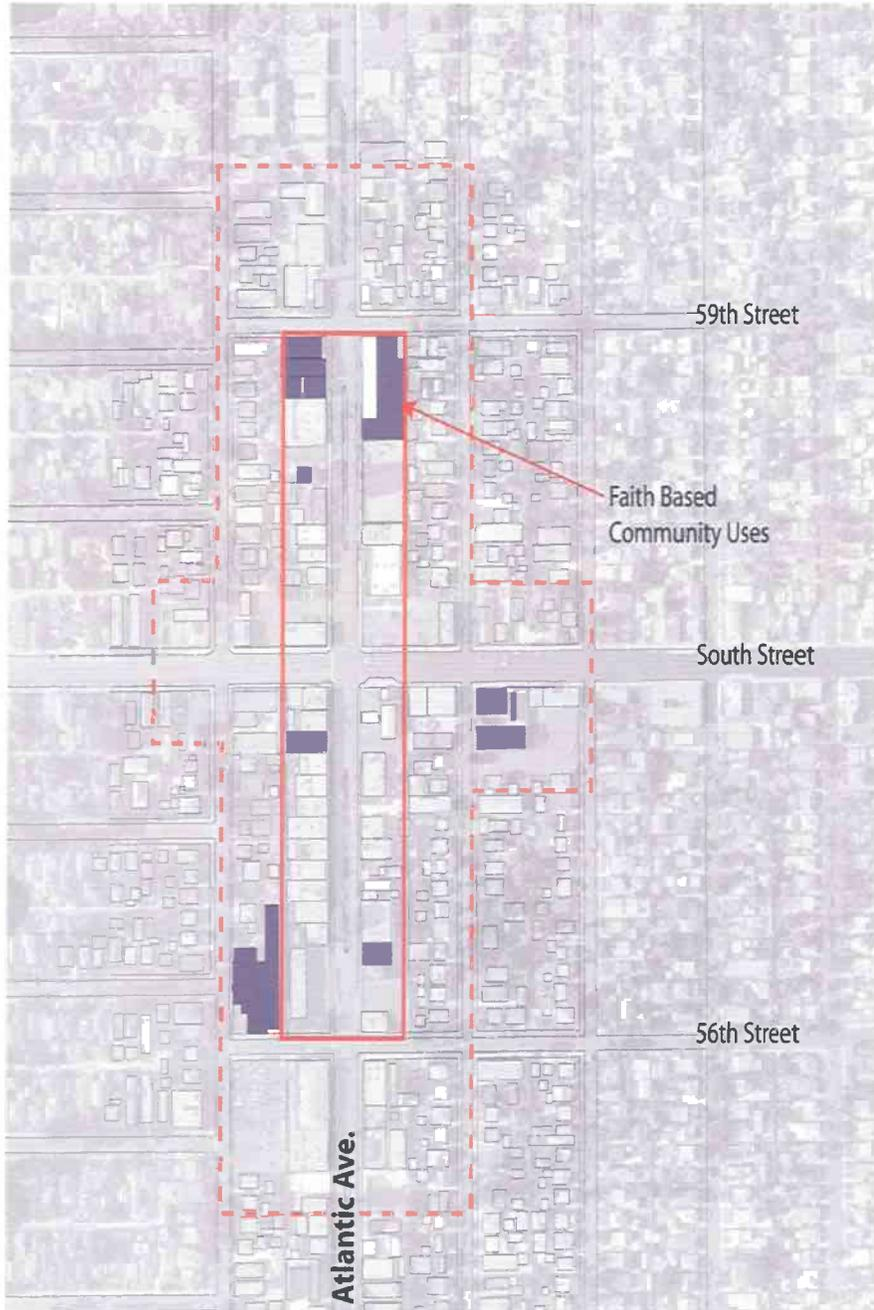 59th Street
Faith Based
Community Uses
South Street
56th Street
Atlantic Ave.